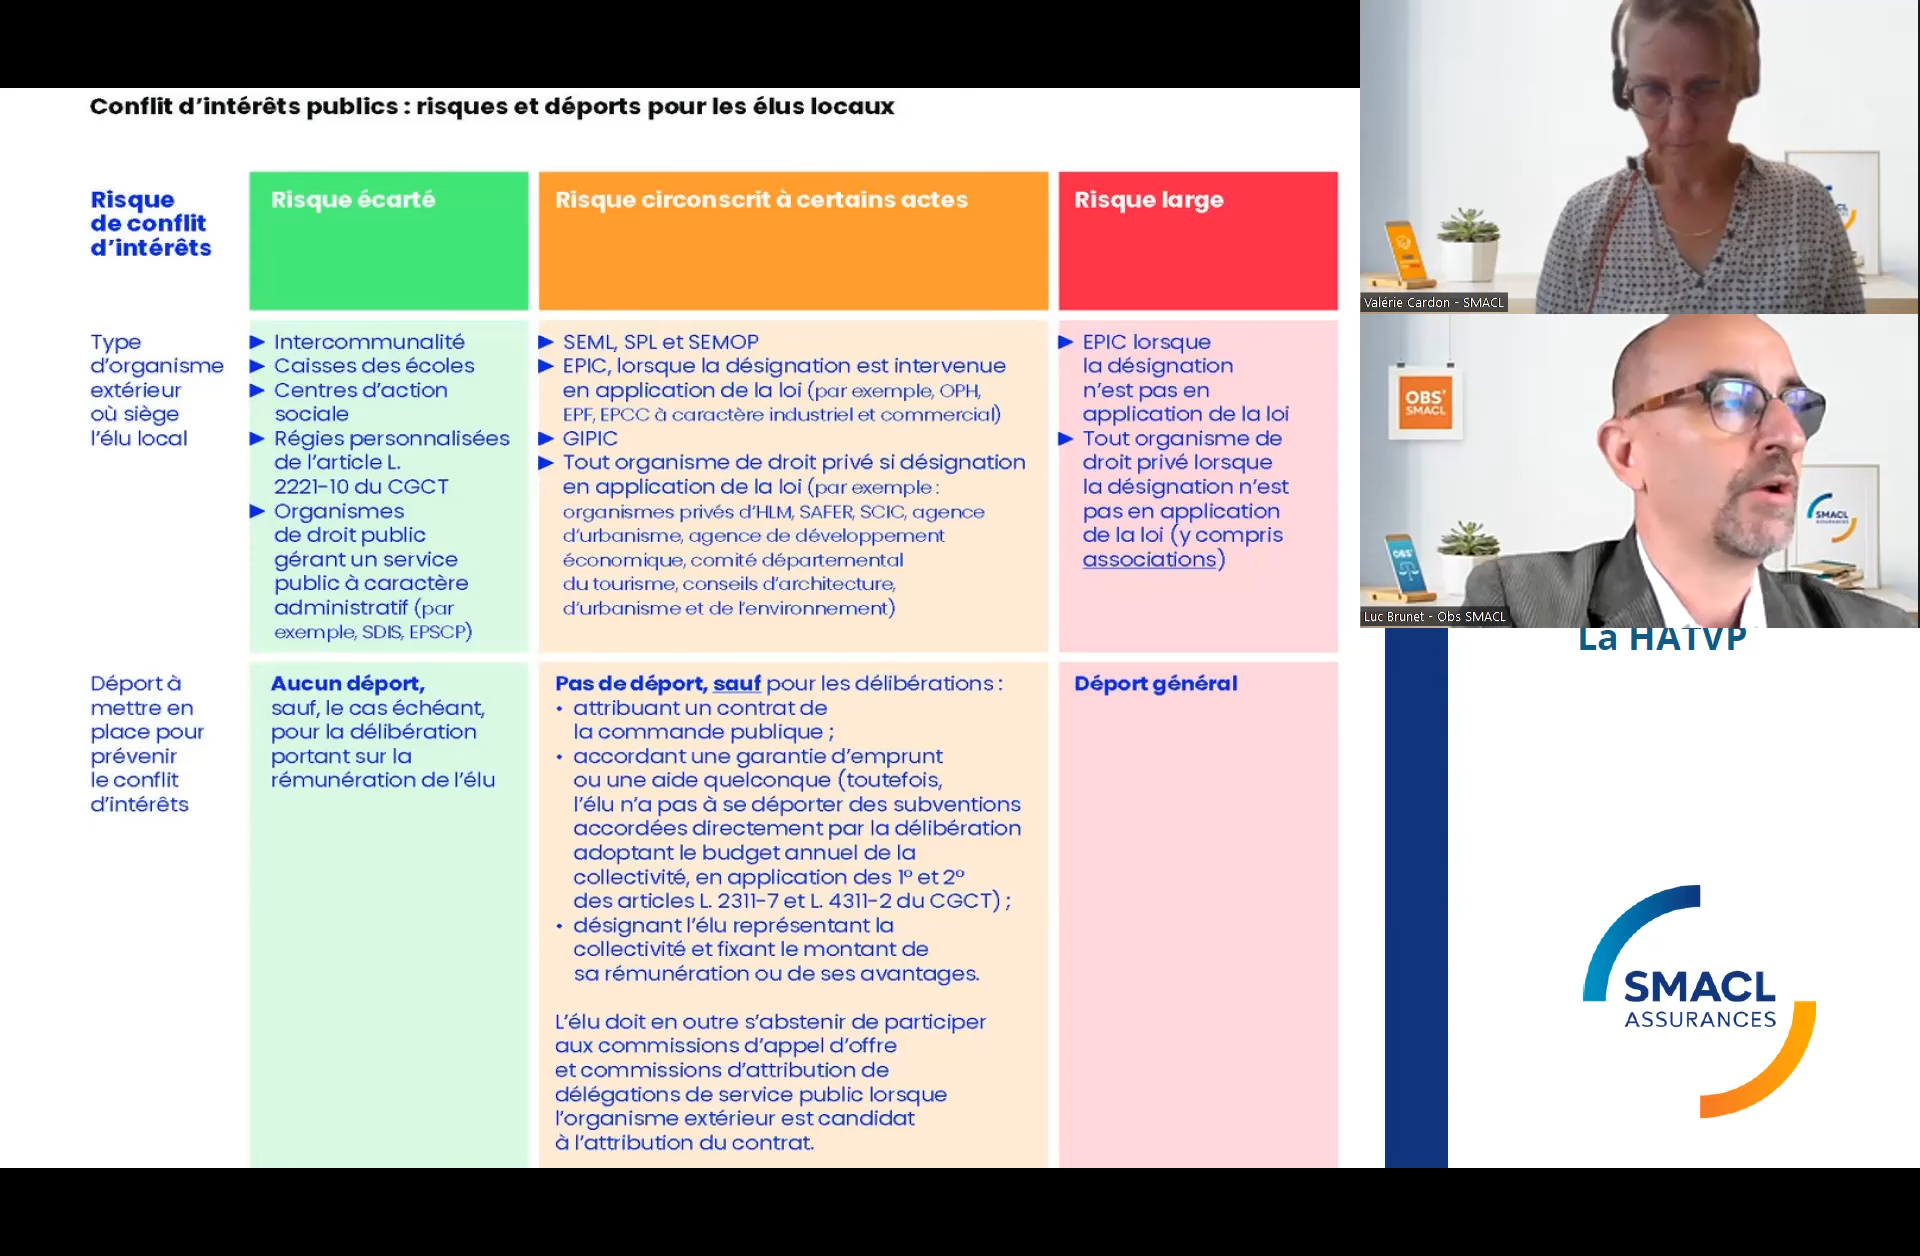 Conflit d'intérêts publics : risques et déports pour les élus locaux
Risque
de conflit
d'intérêts
Risque écarté
Risque circonscrit à certains actes
Risque large
Type
d'organisme
extérieur
où siège
l'élu local
► Intercommunalité
► Caisses des écoles
► Centres d'action
sociale
► Régies personnalisées
de l'article L.
2221-10 du CGCT
► Organismes
de droit public
gérant un service
public à caractère
administratif (par
exemple, SDIS, EPSCP)
► SEML, SPL et SEMOP
► EPIC, lorsque la désignation est intervenue
en application de la loi (par exemple, OPH,
EPF, EPCC à caractère industriel et commercial)
► GIPIC
► Tout organisme de droit privé si désignation
en application de la loi (par exemple :
organismes privés d'HLM, SAFER, SCIC, agence
d'urbanisme, agence de développement
économique, comité départemental
du tourisme, conseils d'architecture,
d'urbanisme et de l'environnement)
► EPIC lorsque
la désignation
n'est pas en
application de la loi
► Tout organisme de
droit privé lorsque
la désignation n'est
pas en application
de la loi (y compris
associations)
Déport à
mettre en
place pour
prévenir
le conflit
d'intérêts
Aucun déport,
sauf, le cas échéant,
pour la délibération
portant sur la
rémunération de l'élu
Pas de déport, sauf pour les délibérations :
• attribuant un contrat de
la commande publique ;
• accordant une garantie d'emprunt
ou une aide quelconque (toutefois,
l'élu n'a pas à se déporter des subventions
accordées directement par la délibération
adoptant le budget annuel de la
collectivité, en application des 1° et 2°
des articles L. 2311-7 et L. 4311-2 du CGCT) ;
• désignant l'élu représentant la
collectivité et fixant le montant de
sa rémunération ou de ses avantages.
L'élu doit en outre s'abstenir de participer
aux commissions d'appel d'offre
et commissions d'attribution de
délégations de service public lorsque
l'organisme extérieur est candidat
à l'attribution du contrat.
Déport général
Valérie Cardon - SMACL
OBS'
SMACL
SMACL
ASSURANCES
OBS'
Luc Brunet - Obs SMACL
La HATVP
SMACL
ASSURANCES